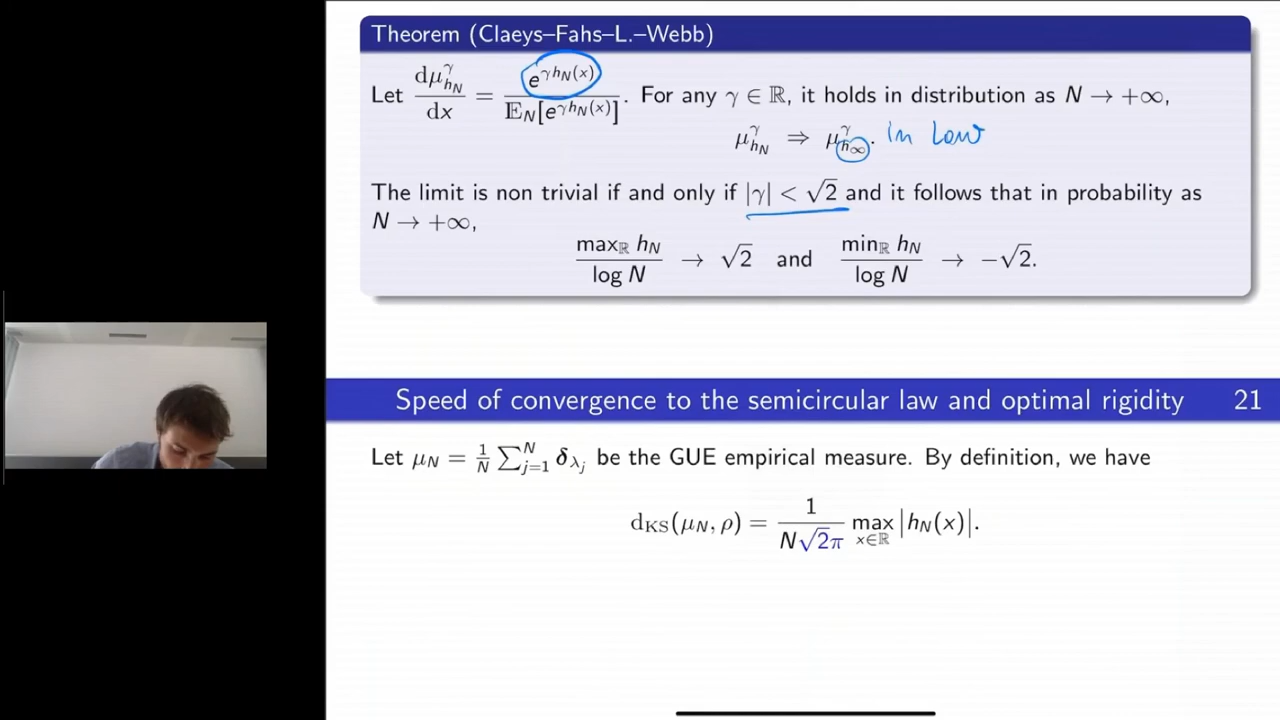 Theorem (Claeys–Fahs–L.–Webb)
Let dμ^γ_{h_N}/dx = e^{γh_N(x)}/𝔼_N[e^{γh_N(x)}]. For any γ ∈ ℝ, it holds in distribution as N → +∞,
μ^γ_{h_N} ⇒ μ^γ_{h_∞}. in law
The limit is non trivial if and only if |γ| < √2 and it follows that in probability as
N → +∞,
max_ℝ h_N / log N → √2 and min_ℝ h_N / log N → −√2.
Speed of convergence to the semicircular law and optimal rigidity 21
Let μ_N = 1/N ∑_{j=1}^N δ_{λ_j} be the GUE empirical measure. By definition, we have
d_KS(μ_N, ρ) = 1/(N√2π) max_{x∈ℝ} |h_N(x)|.